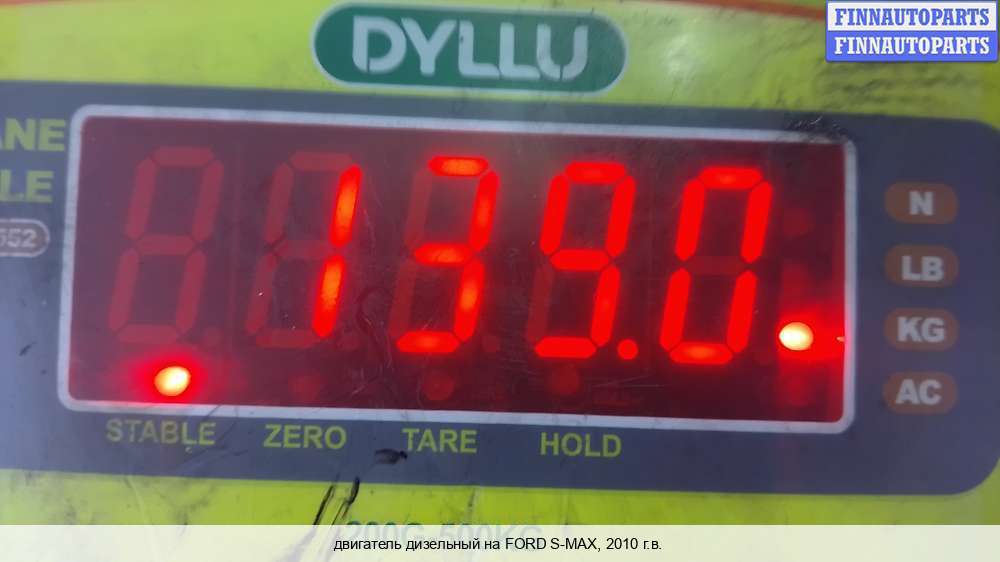 FINNAUTOPARTS
FINNAUTOPARTS
DYLLU
139.0
N
LB
KG
AC
STABLE ZERO TARE HOLD
двигатель дизельный на FORD S-MAX, 2010 г.в.